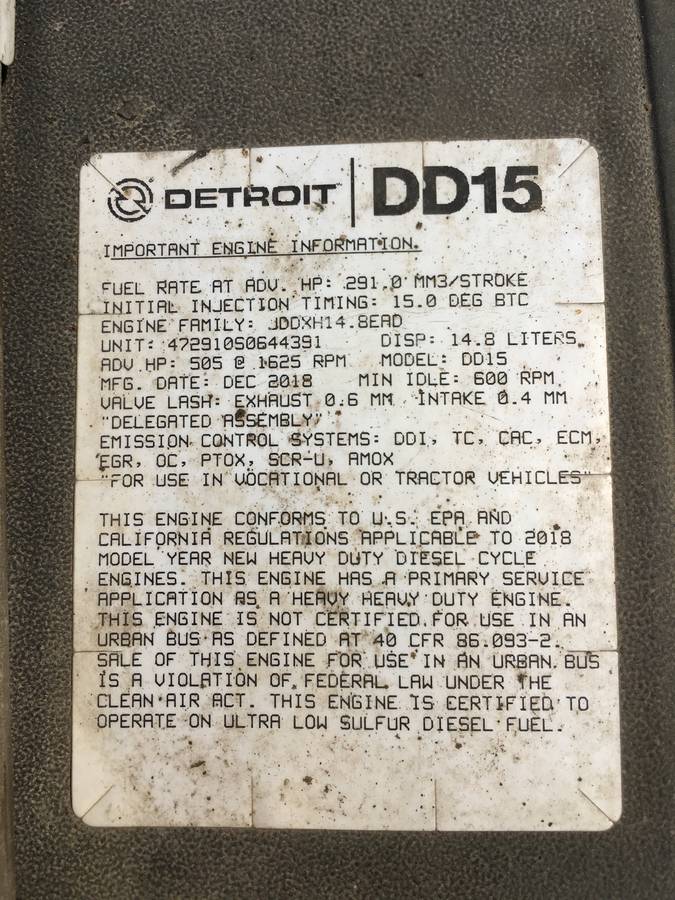 DETROIT DD15
IMPORTANT ENGINE INFORMATION.
FUEL RATE AT ADV. HP: 291.0 MM3/STROKE
INITIAL INJECTION TIMING: 15.0 DEG BTC
ENGINE FAMILY: JDDXH14.8EAD
UNIT: 472910S0644391 DISP: 14.8 LITERS
ADV HP: 505 @ 1625 RPM MODEL: DD15
MFG. DATE: DEC 2018 MIN IDLE: 600 RPM
VALVE LASH: EXHAUST 0.6 MM INTAKE 0.4 MM
"DELEGATED ASSEMBLY"
EMISSION CONTROL SYSTEMS: DDI, TC, CAC, ECM,
EGR, OC, PTOX, SCR-U, AMOX
"FOR USE IN VOCATIONAL OR TRACTOR VEHICLES"
THIS ENGINE CONFORMS TO U.S. EPA AND
CALIFORNIA REGULATIONS APPLICABLE TO 2018
MODEL YEAR NEW HEAVY DUTY DIESEL CYCLE
ENGINES. THIS ENGINE HAS A PRIMARY SERVICE
APPLICATION AS A HEAVY HEAVY DUTY ENGINE.
THIS ENGINE IS NOT CERTIFIED FOR USE IN AN
URBAN BUS AS DEFINED AT 40 CFR 86.093-2.
SALE OF THIS ENGINE FOR USE IN AN URBAN BUS
IS A VIOLATION OF FEDERAL LAW UNDER THE
CLEAN AIR ACT. THIS ENGINE IS CERTIFIED TO
OPERATE ON ULTRA LOW SULFUR DIESEL FUEL.